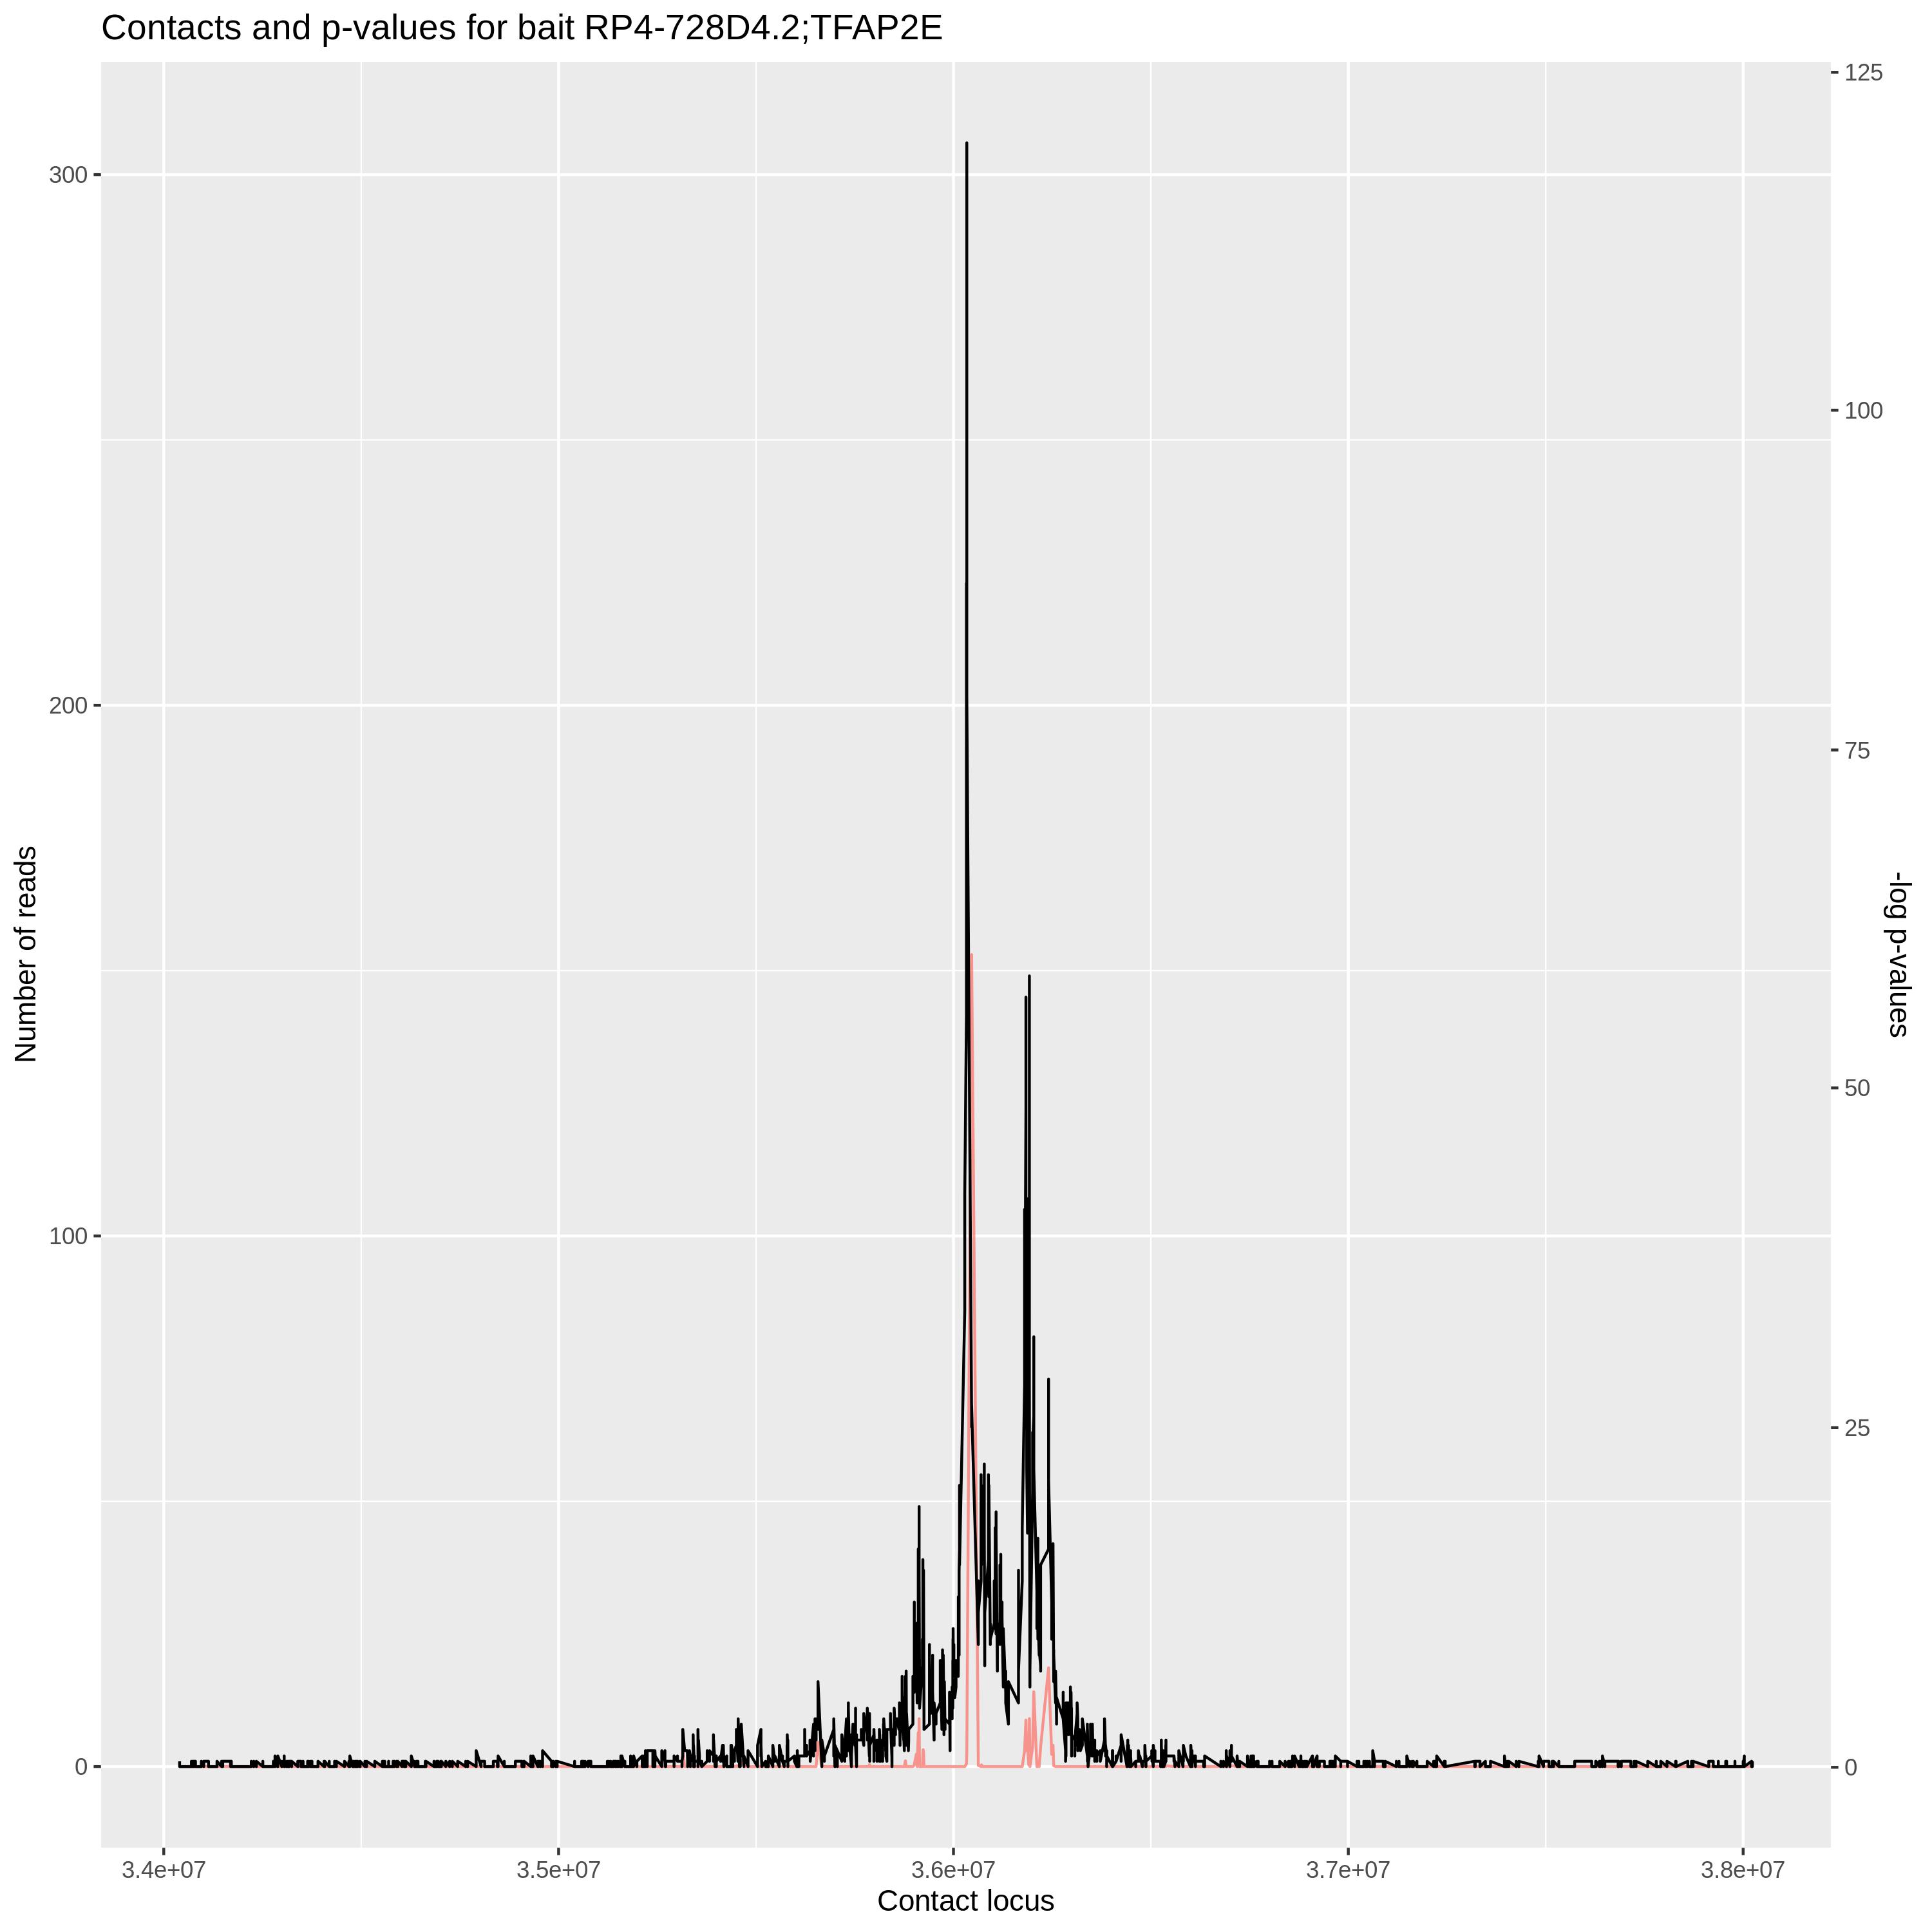 Contacts and p-values for bait RP4-728D4.2;TFAP2E
Number of reads
300
200
100
0
125
100
75
50
25
0
-log p-values
3.4e+07 3.5e+07 3.6e+07 3.7e+07 3.8e+07
Contact locus